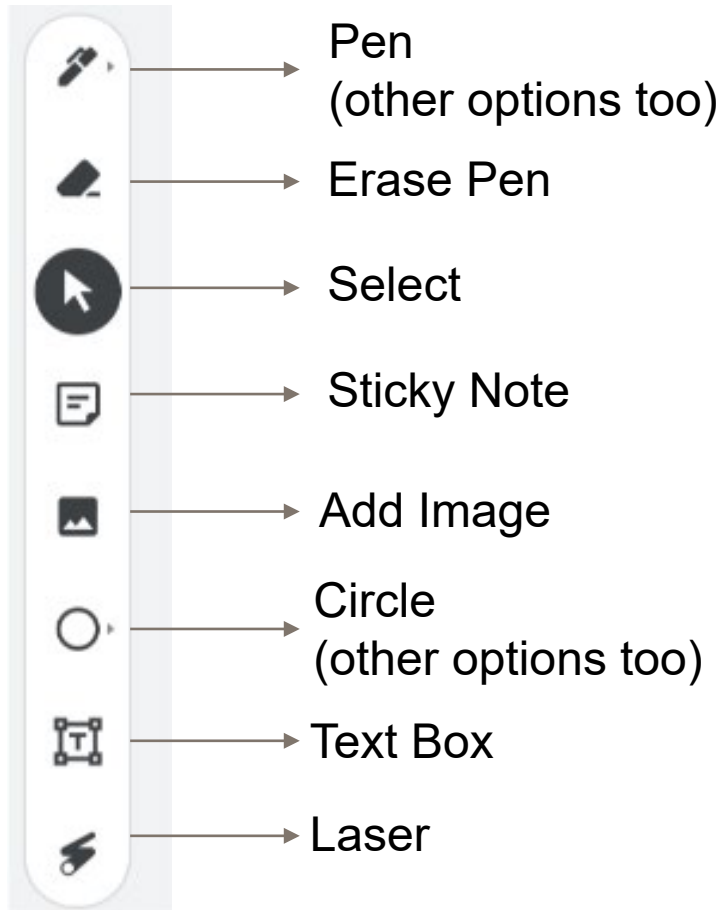 Pen
(other options too)
Erase Pen
Select
Sticky Note
Add Image
Circle
(other options too)
T
Text Box
Laser